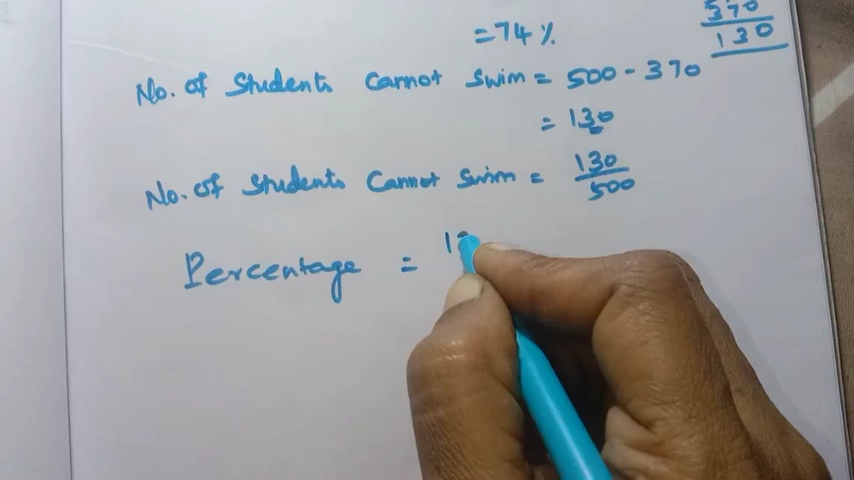 370
130
=74%
No. of Students Cannot Swim = 500 - 370
= 130
No. of Students Cannot Swim = 130
500
Percentage =